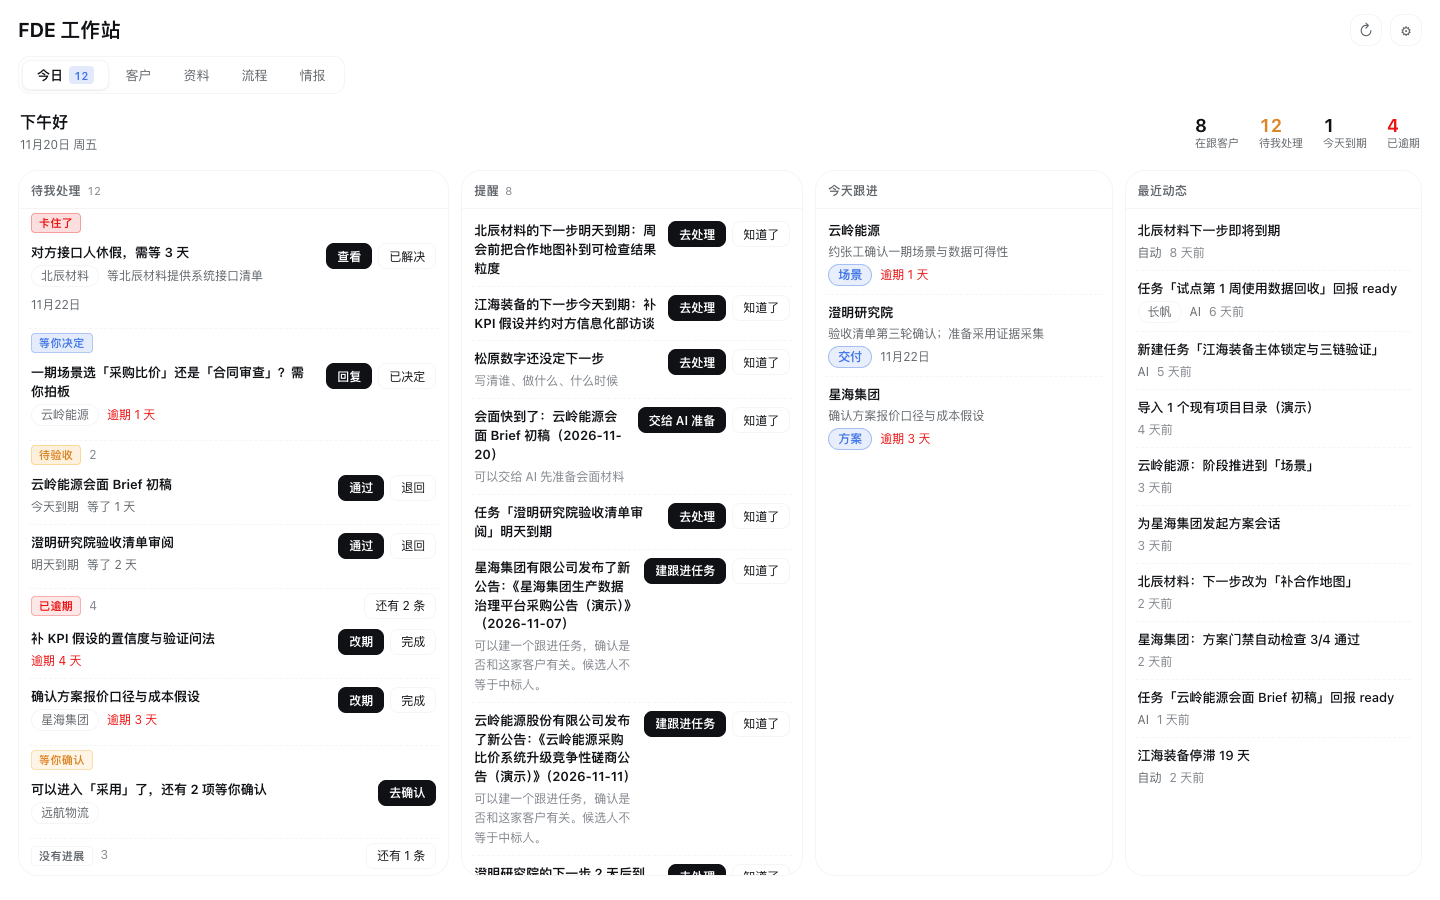 FDE 工作站
今日 12
客户
资料
流程
情报
下午好
11月20日 周五
8
在跟客户
12
待我处理
1
今天到期
4
已逾期
待我处理 12
卡住了
对方接口人休假，需等 3 天
查看
已解决
北辰材料 等北辰材料提供系统接口清单
11月22日
等你决定
一期场景选「采购比价」还是「合同审查」？需
你拍板
回复
已决定
云岭能源 逾期 1 天
待验收 2
云岭能源会面 Brief 初稿
通过
退回
今天到期 等了 1 天
澄明研究院验收清单审阅
通过
退回
明天到期 等了 2 天
已逾期 4
还有 2 条
补 KPI 假设的置信度与验证问法
改期
完成
逾期 4 天
确认方案报价口径与成本假设
改期
完成
星海集团 逾期 3 天
等你确认
可以进入「采用」了，还有 2 项等你确认
去确认
远航物流
没有进展 3
还有 1 条
提醒 8
北辰材料的下一步明天到期：周
会前把合作地图补到可检查结果
粒度
去处理
知道了
江海装备的下一步今天到期：补
KPI 假设并约对方信息化部访谈
去处理
知道了
松原数字还没定下一步
去处理
知道了
写清谁、做什么、什么时候
会面快到了：云岭能源会
面 Brief 初稿（2026-11-
20）
交给 AI 准备
知道了
可以交给 AI 先准备会面材料
任务「澄明研究院验收清单审
阅」明天到期
去处理
知道了
星海集团有限公司发布了新
公告：《星海集团生产数据
治理平台采购公告（演示）》
（2026-11-07）
建跟进任务
知道了
可以建一个跟进任务，确认是
否和这家客户有关。候选人不
等于中标人。
云岭能源股份有限公司发布
了新公告：《云岭能源采购
比价系统升级竞争性磋商公
告（演示）》（2026-11-11）
建跟进任务
知道了
可以建一个跟进任务，确认是
否和这家客户有关。候选人不
等于中标人。
澄明研究院的下一步 2 天后到
去处理
知道了
今天跟进
云岭能源
约张工确认一期场景与数据可得性
场景 逾期 1 天
澄明研究院
验收清单第三轮确认；准备采用证据采集
交付 11月22日
星海集团
确认方案报价口径与成本假设
方案 逾期 3 天
最近动态
北辰材料下一步即将到期
自动 8 天前
任务「试点第 1 周使用数据回收」回报 ready
长帆 AI 6 天前
新建任务「江海装备主体锁定与三链验证」
AI 5 天前
导入 1 个现有项目目录（演示）
4 天前
云岭能源：阶段推进到「场景」
3 天前
为星海集团发起方案会话
3 天前
北辰材料：下一步改为「补合作地图」
2 天前
星海集团：方案门禁自动检查 3/4 通过
2 天前
任务「云岭能源会面 Brief 初稿」回报 ready
AI 1 天前
江海装备停滞 19 天
自动 2 天前